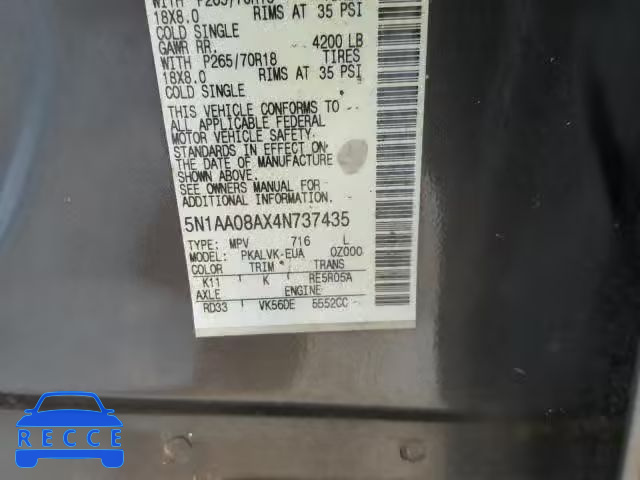 WITH P265/70R18
18X8.0 RIMS AT 35 PSI
COLD SINGLE
GAWR RR. 4200 LB
WITH P265/70R18 TIRES
18X8.0 RIMS AT 35 PSI
COLD SINGLE
THIS VEHICLE CONFORMS TO
ALL APPLICABLE FEDERAL
MOTOR VEHICLE SAFETY
STANDARDS IN EFFECT ON
THE DATE OF MANUFACTURE
SEE OWNERS MANUAL FOR
ADDITIONAL INFORMATION.
5N1AA08AX4N737435
TYPE: MPV 716 L
MODEL: PKALVK-EUA 0Z000
COLOR TRIM TRANS
K11 K RE5R05A
AXLE ENGINE
RD33 VK56DE 5552CC
RECCE